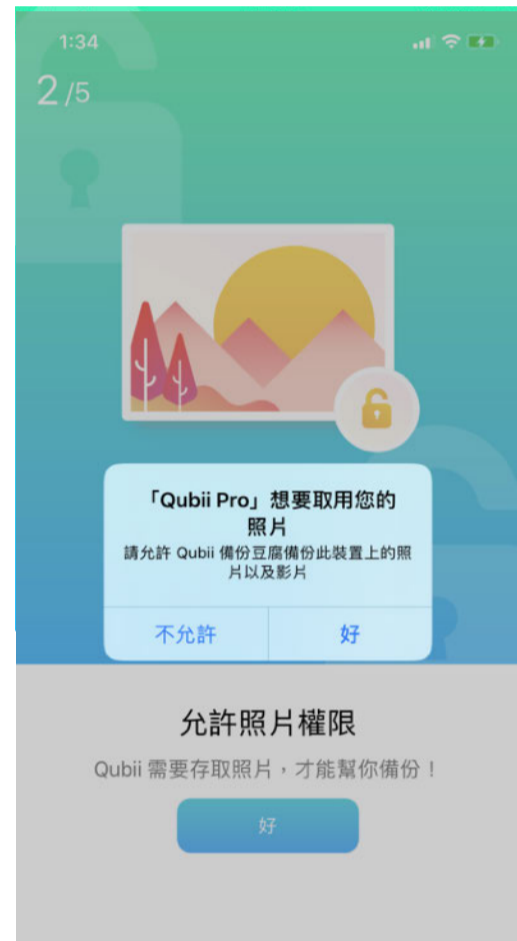 1:34
2/5
「Qubii Pro」想要取用您的
照片
請允許 Qubii 備份豆腐備份此裝置上的照
片以及影片
不允許
好
允許照片權限
Qubii 需要存取照片，才能幫你備份！
好